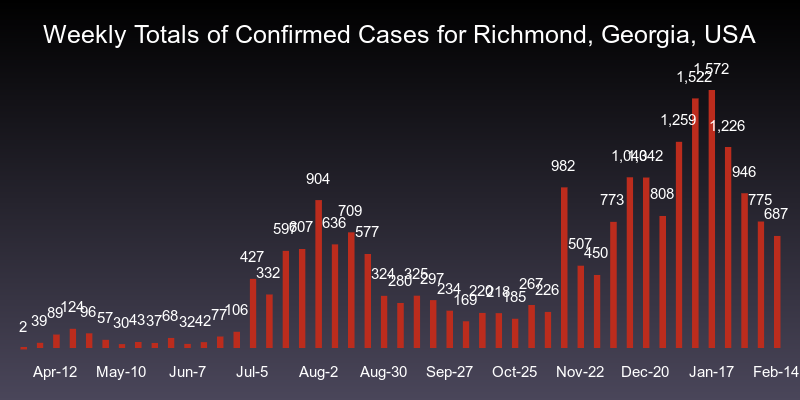 Weekly Totals of Confirmed Cases for Richmond, Georgia, USA
2 39 89 124 96 57 30 43 37 68 32 42 77 106 427 332 597 607 904 636 709 577 324 280 325 297 234 169 220 218 185 267 226 982 507 450 773 1,043 1,042 808 1,259 1,522 1,572 1,226 946 775 687
Apr-12 May-10 Jun-7 Jul-5 Aug-2 Aug-30 Sep-27 Oct-25 Nov-22 Dec-20 Jan-17 Feb-14